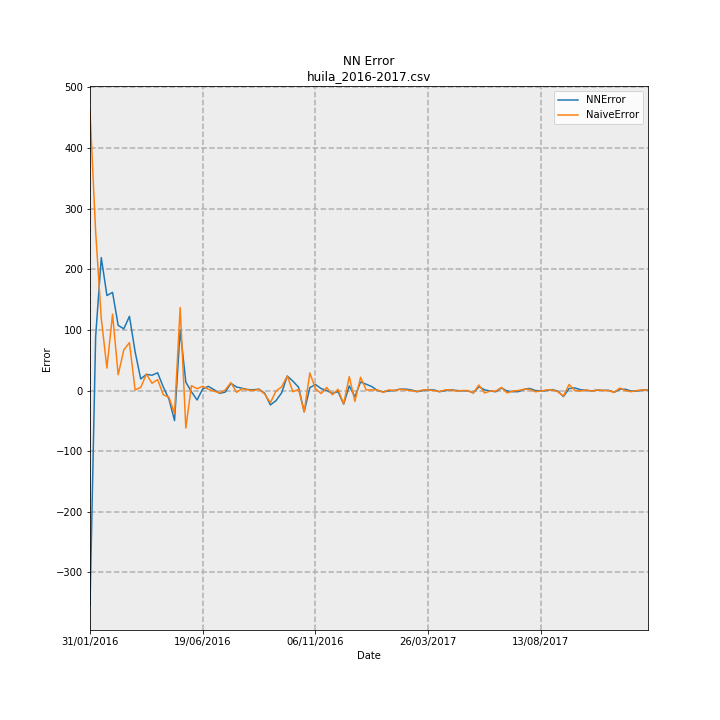 NN Error
huila_2016-2017.csv
NNError
NaiveError
500
400
300
200
100
0
−100
−200
−300
Error
31/01/2016
19/06/2016
06/11/2016
26/03/2017
13/08/2017
Date